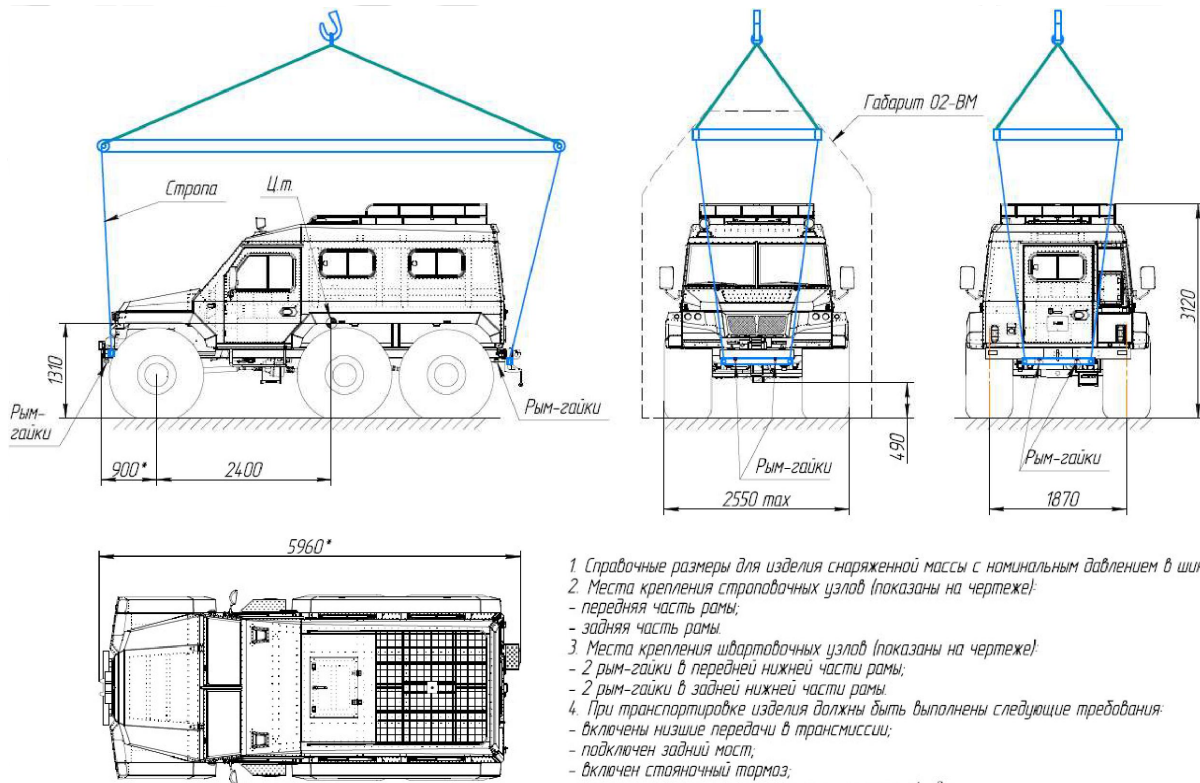 Габарит 02-ВМ
Стропа
Ц.т.
3120
1310
Рым-
гайки
Рым-гайки
490
Рым-гайки
Рым-гайки
900*
2400
2550 max
1870
5960*
1. Справочные размеры для изделия снаряженной массы с номинальным давлением в
2. Места крепления строповочных узлов (показаны на чертеже):
- передняя часть рамы;
- задняя часть рамы.
3. Места крепления швартовочных узлов (показаны на чертеже):
- 2 рым-гайки в передней нижней части рамы;
- 2 рым-гайки в задней нижней части рамы.
4. При транспортировке изделия должны быть выполнены следующие требования:
- включены низшие передачи в трансмиссии;
- подключен задний мост;
- включен стояночный тормоз;